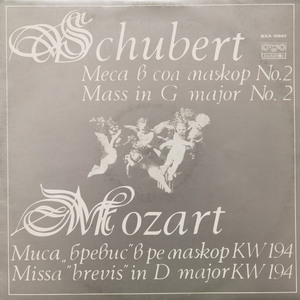 Schubert
Меса в сол мажор No.2
Mass in G major No. 2
Mozart
Миса „бревис" в ре мажор KW 194
Missa "brevis" in D major KW 194